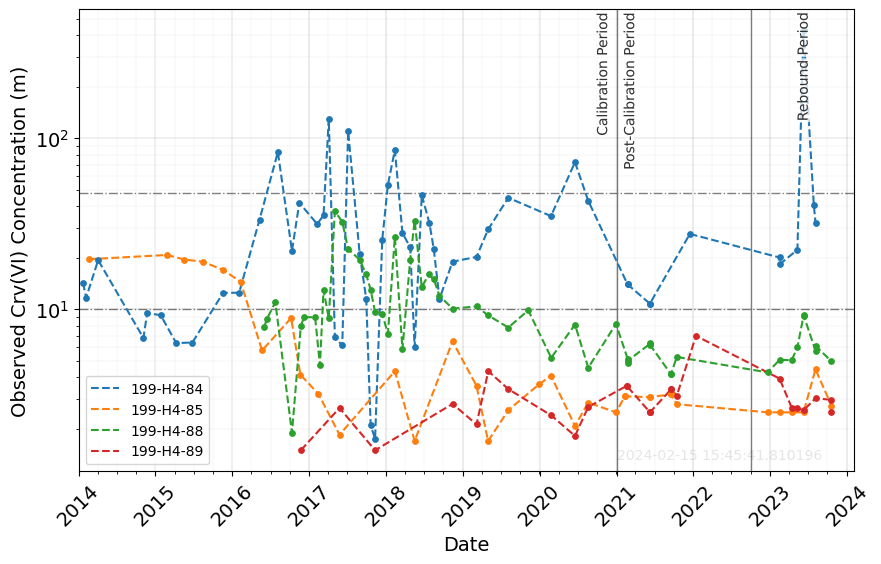 Observed Crv(VI) Concentration (m)
10²
10¹
Calibration Period
Post-Calibration Period
Rebound-Period
199-H4-84
199-H4-85
199-H4-88
199-H4-89
2024-02-15 15:45:41.810196
2014 2015 2016 2017 2018 2019 2020 2021 2022 2023 2024
Date